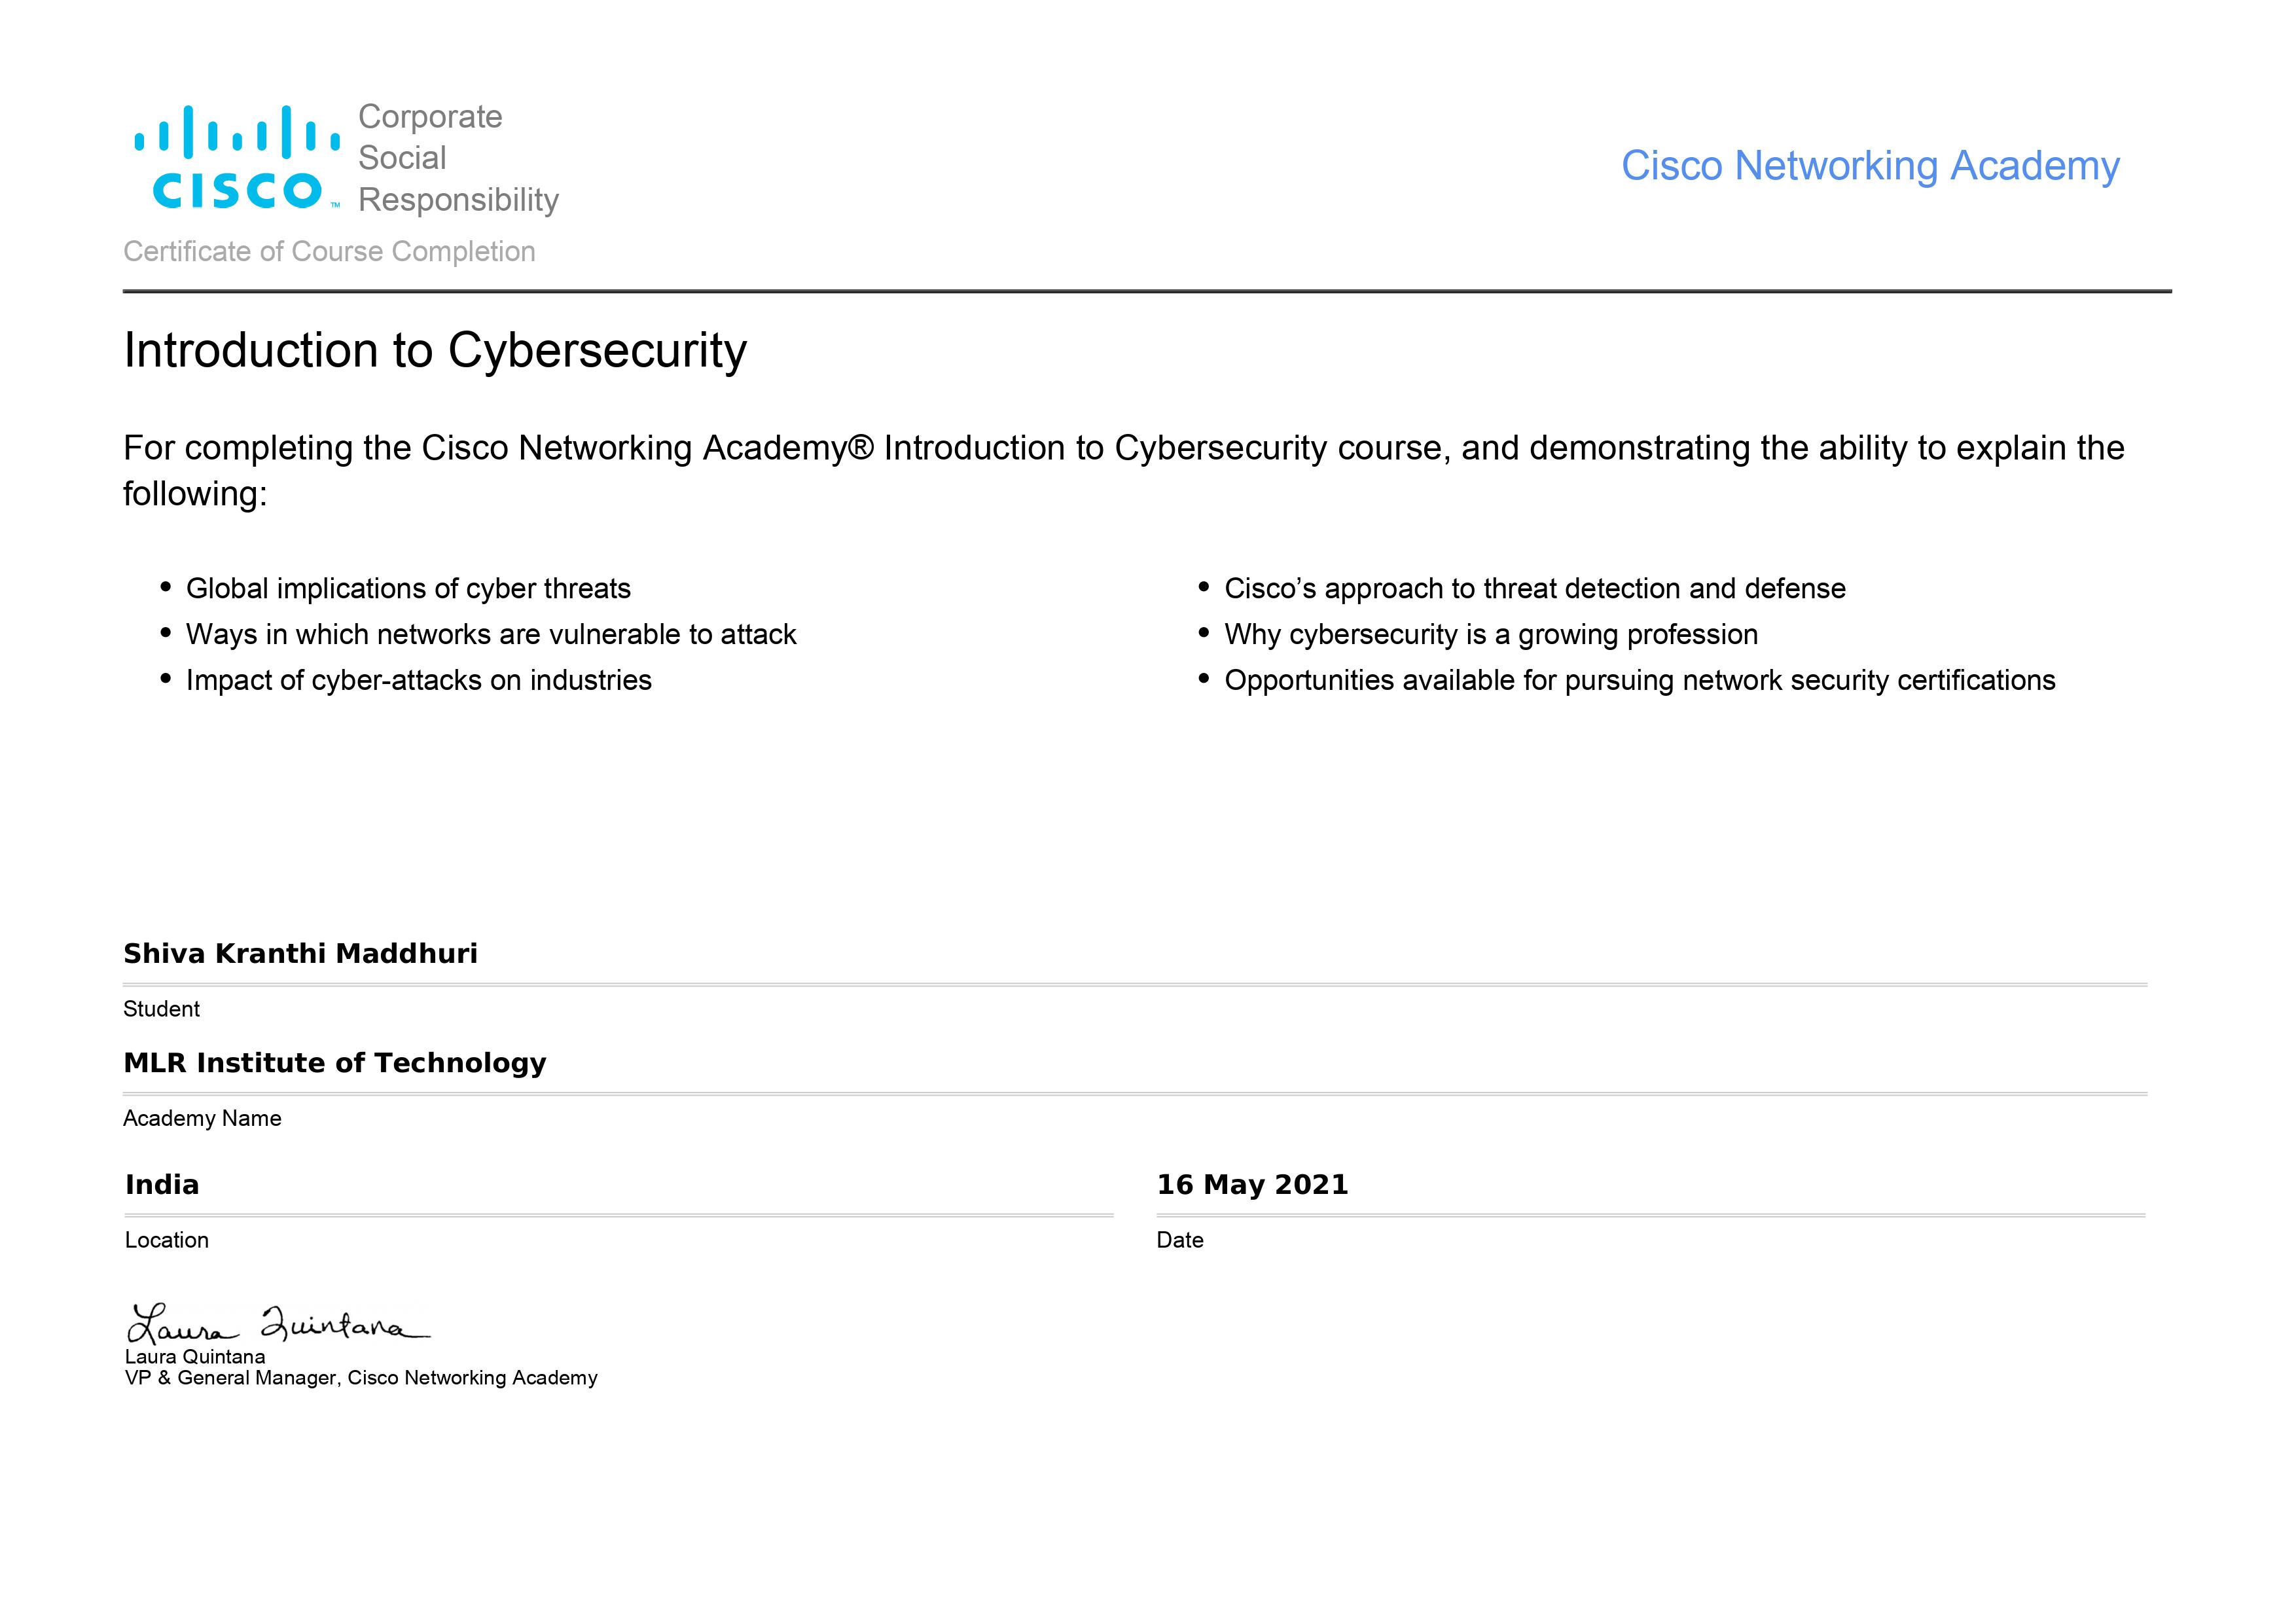 Corporate
Social
Responsibility
CISCO™
Cisco Networking Academy
Certificate of Course Completion
Introduction to Cybersecurity
For completing the Cisco Networking Academy® Introduction to Cybersecurity course, and demonstrating the ability to explain the
following:
• Global implications of cyber threats
• Ways in which networks are vulnerable to attack
• Impact of cyber-attacks on industries
• Cisco’s approach to threat detection and defense
• Why cybersecurity is a growing profession
• Opportunities available for pursuing network security certifications
Shiva Kranthi Maddhuri
Student
MLR Institute of Technology
Academy Name
India
Location
16 May 2021
Date
Laura Quintana
Laura Quintana
VP & General Manager, Cisco Networking Academy